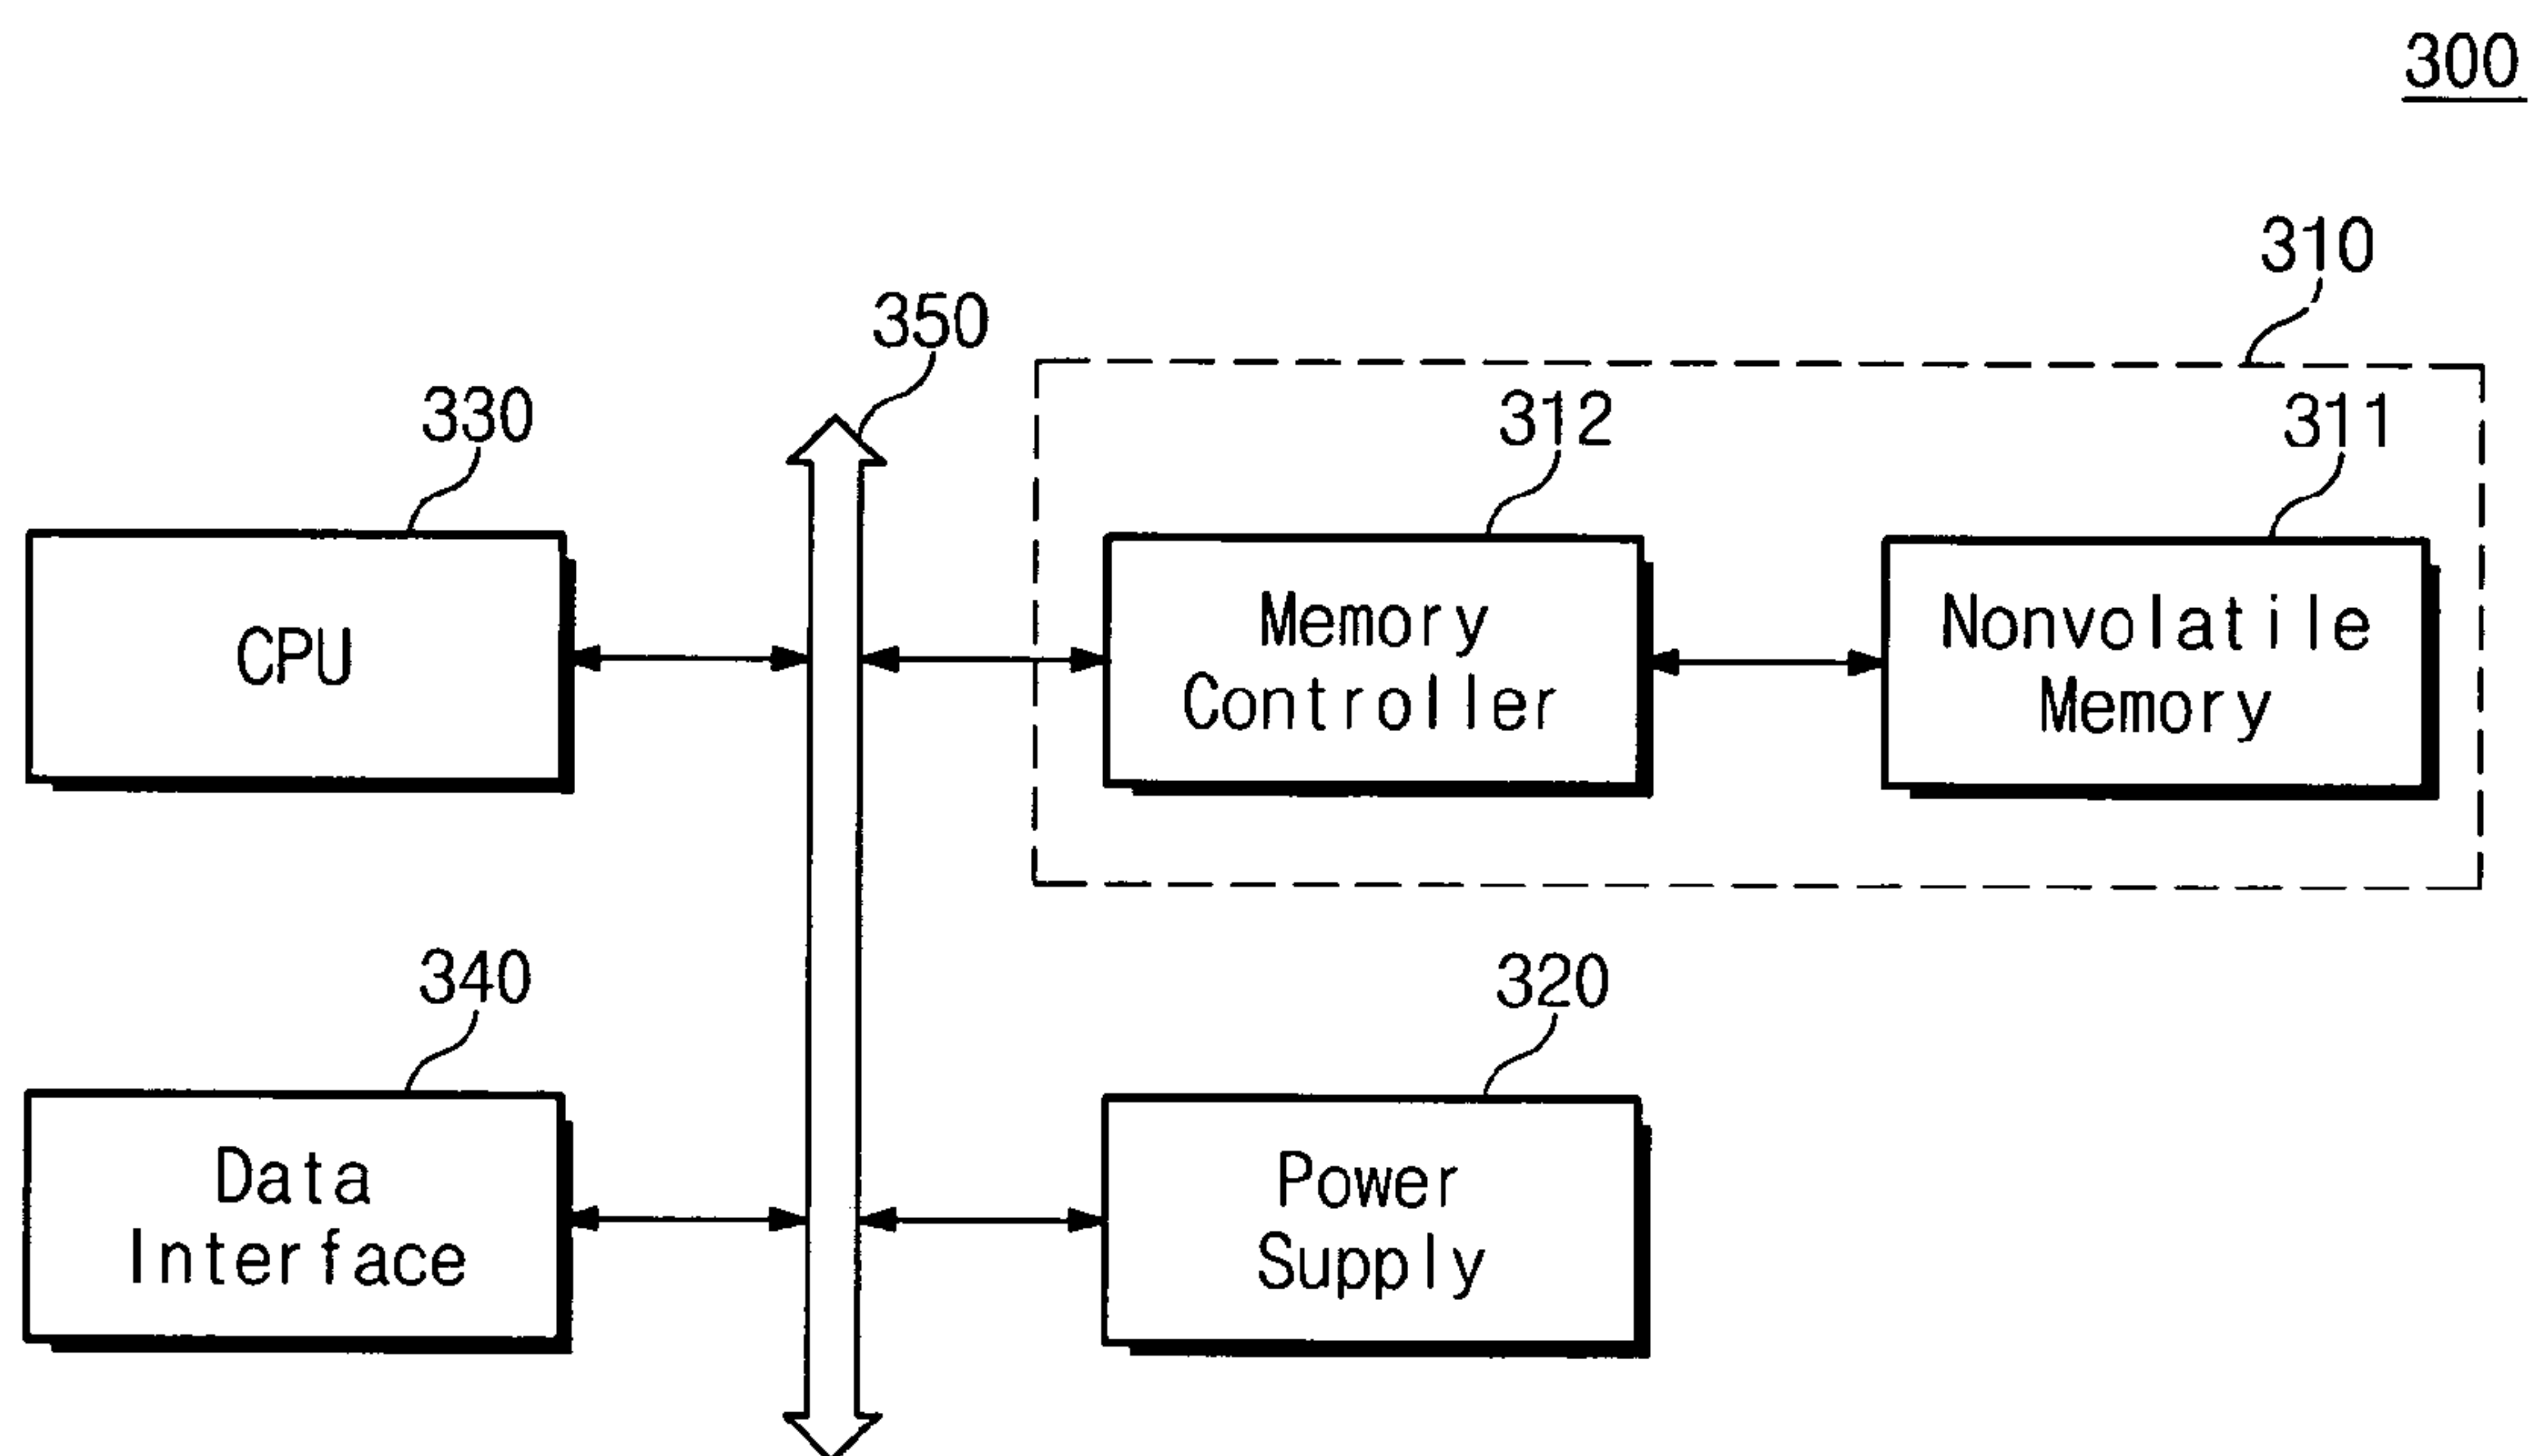 300
310
350
330
312
311
CPU
Memory
Controller
Nonvolatile
Memory
340
320
Data
Interface
Power
Supply